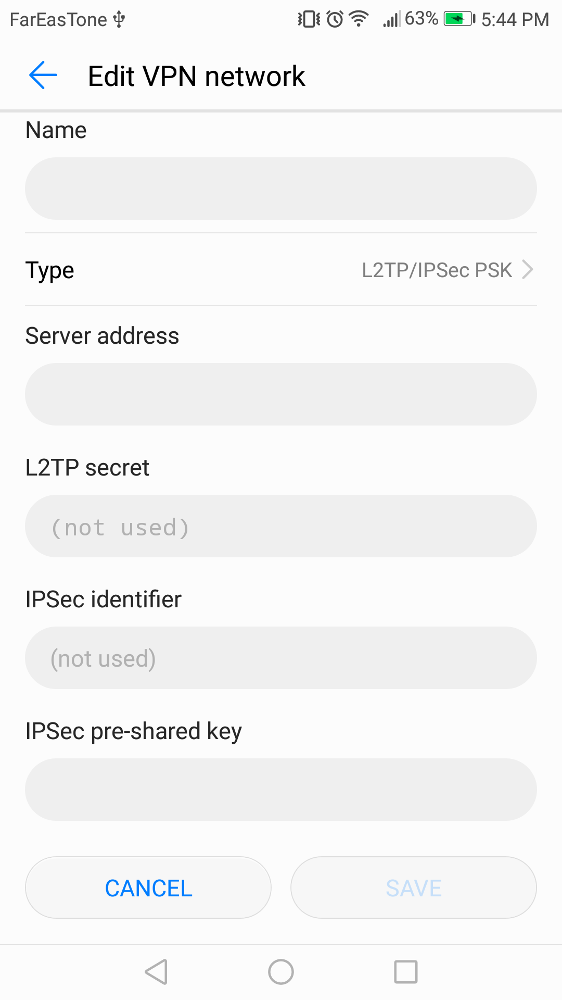 FarEasTone 63% 5:44 PM
Edit VPN network
Name
Type L2TP/IPSec PSK
Server address
L2TP secret
(not used)
IPSec identifier
(not used)
IPSec pre-shared key
CANCEL SAVE